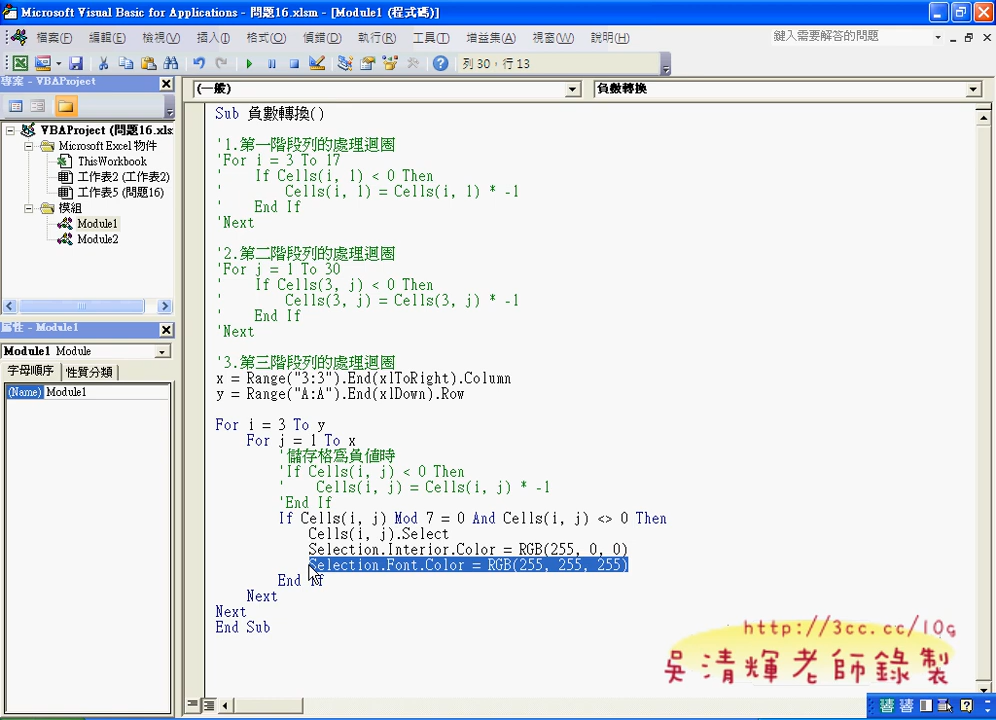 Microsoft Visual Basic for Applications - 問題16.xlsm - [Module1 (程式碼)]
檔案(F) 編輯(E) 檢視(V) 插入(I) 格式(O) 偵錯(D) 執行(R) 工具(T) 增益集(A) 視窗(W) 說明(H) 鍵入需要解答的問題
列 30，行 13
專案 - VBAProject
(一般) 負數轉換
VBAProject (問題16.xls
Microsoft Excel 物件
ThisWorkbook
工作表2 (工作表2)
工作表5 (問題16)
模組
Module1
Module2
屬性 - Module1
Module1 Module
字母順序 性質分類
(Name) Module1
Sub 負數轉換()
'1.第一階段列的處理迴圈
'For i = 3 To 17
'    If Cells(i, 1) < 0 Then
'        Cells(i, 1) = Cells(i, 1) * -1
'    End If
'Next
'2.第二階段列的處理迴圈
'For j = 1 To 30
'    If Cells(3, j) < 0 Then
'        Cells(3, j) = Cells(3, j) * -1
'    End If
'Next
'3.第三階段列的處理迴圈
x = Range("3:3").End(xlToRight).Column
y = Range("A:A").End(xlDown).Row
For i = 3 To y
    For j = 1 To x
        '儲存格為負值時
        'If Cells(i, j) < 0 Then
        '    Cells(i, j) = Cells(i, j) * -1
        'End If
        If Cells(i, j) Mod 7 = 0 And Cells(i, j) <> 0 Then
            Cells(i, j).Select
            Selection.Interior.Color = RGB(255, 0, 0)
            Selection.Font.Color = RGB(255, 255, 255)
        End If
    Next
Next
End Sub
http://3cc.cc/10g
吳清輝老師錄製